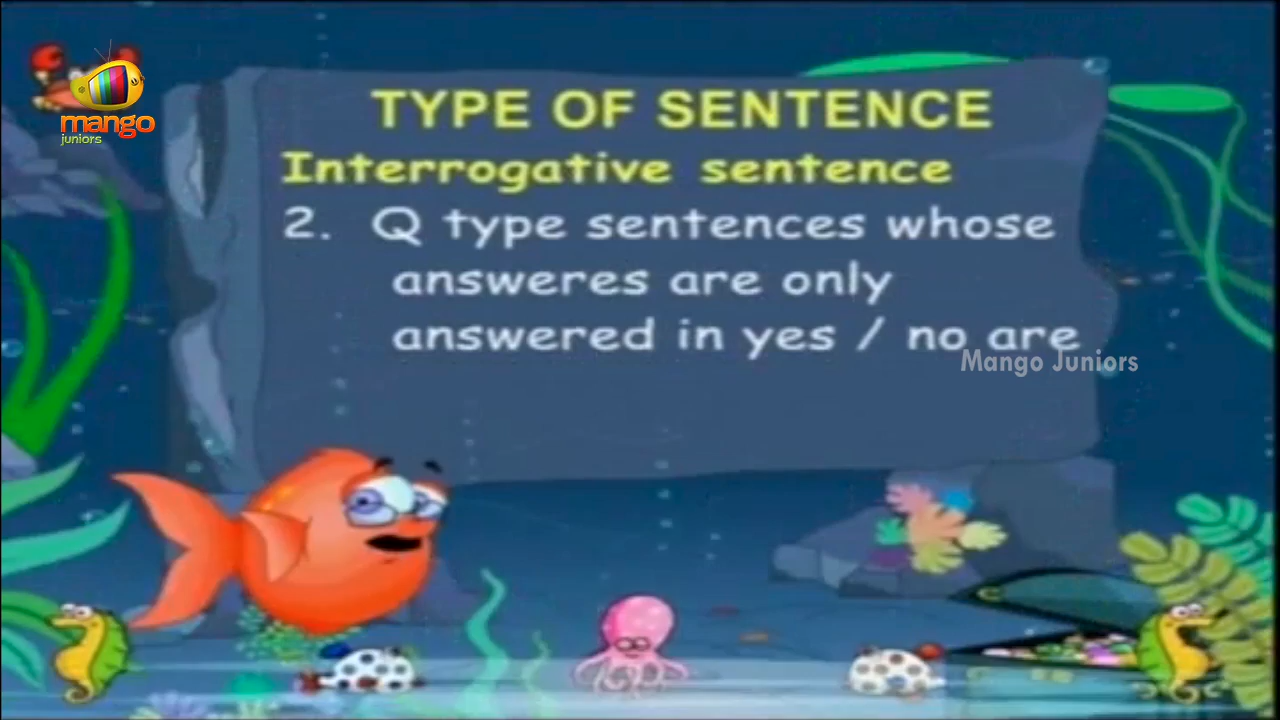 mango
juniors
TYPE OF SENTENCE
Interrogative sentence
2. Q type sentences whose
answeres are only
answered in yes / no are
Mango Juniors